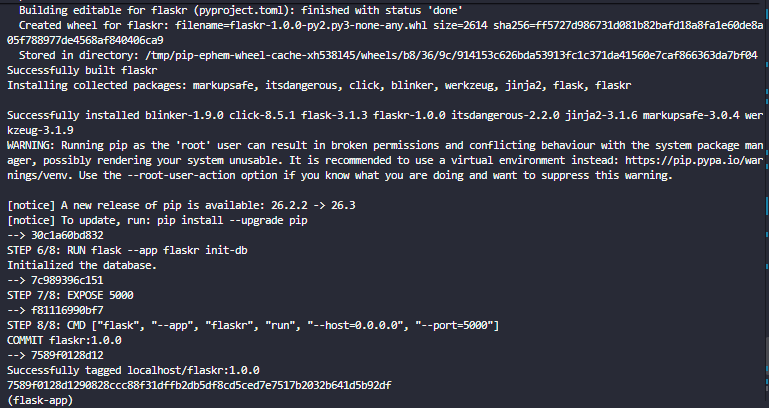 Building editable for flaskr (pyproject.toml): finished with status 'done'
  Created wheel for flaskr: filename=flaskr-1.0.0-py2.py3-none-any.whl size=2614 sha256=ff5727d986731d081b82bafd18a8fa1e60de8a
05f788977de4568af840406ca9
  Stored in directory: /tmp/pip-ephem-wheel-cache-xh538l45/wheels/b8/36/9c/914153c626bda53913fc1c371da41560e7caf866363da7bf04
Successfully built flaskr
Installing collected packages: markupsafe, itsdangerous, click, blinker, werkzeug, jinja2, flask, flaskr

Successfully installed blinker-1.9.0 click-8.5.1 flask-3.1.3 flaskr-1.0.0 itsdangerous-2.2.0 jinja2-3.1.6 markupsafe-3.0.4 wer
kzeug-3.1.9
WARNING: Running pip as the 'root' user can result in broken permissions and conflicting behaviour with the system package man
ager, possibly rendering your system unusable. It is recommended to use a virtual environment instead: https://pip.pypa.io/war
nings/venv. Use the --root-user-action option if you know what you are doing and want to suppress this warning.

[notice] A new release of pip is available: 26.2.2 -> 26.3
[notice] To update, run: pip install --upgrade pip
--> 30c1a60bd832
STEP 6/8: RUN flask --app flaskr init-db
Initialized the database.
--> 7c989396c151
STEP 7/8: EXPOSE 5000
--> f81116990bf7
STEP 8/8: CMD ["flask", "--app", "flaskr", "run", "--host=0.0.0.0", "--port=5000"]
COMMIT flaskr:1.0.0
--> 7589f0128d12
Successfully tagged localhost/flaskr:1.0.0
7589f0128d1290828ccc88f31dffb2db5df8cd5ced7e7517b2032b641d5b92df
(flask-app)